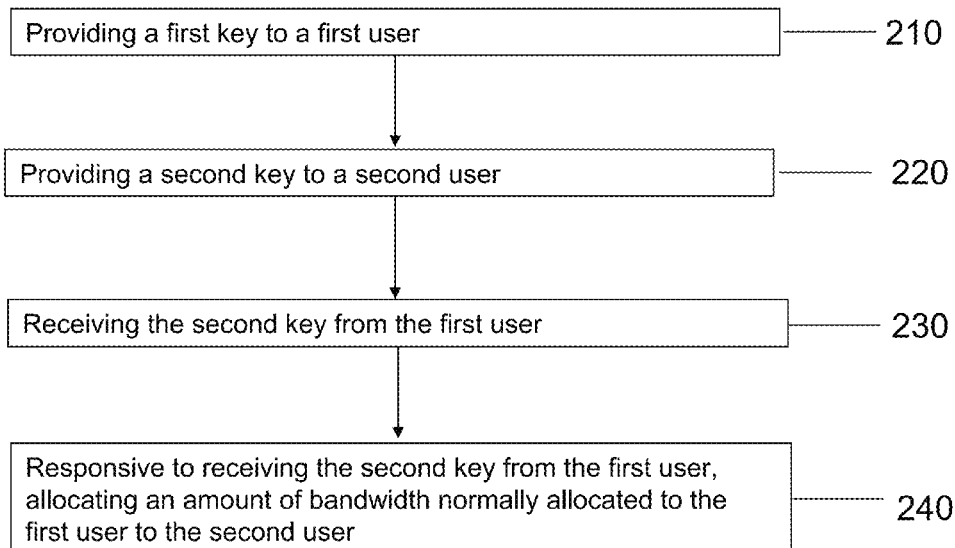 Providing a first key to a first user
210
Providing a second key to a second user
220
Receiving the second key from the first user
230
Responsive to receiving the second key from the first user,
allocating an amount of bandwidth normally allocated to the
first user to the second user
240